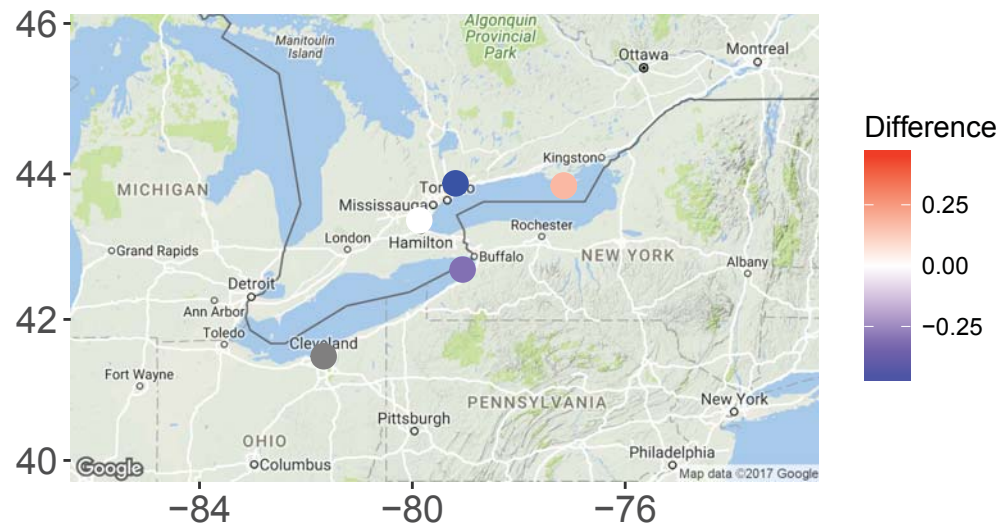 46
44
42
40
−84
−80
−76
Manitoulin
Island
Algonquin
Provincial
Park
Ottawa
Montreal
Kingston
MICHIGAN
Toronto
Mississauga
Grand Rapids
London
Hamilton
Rochester
Buffalo
NEW YORK
Albany
Detroit
Ann Arbor
Toledo
Cleveland
Fort Wayne
PENNSYLVANIA
New York
Pittsburgh
OHIO
Columbus
Philadelphia
Google
Map data ©2017 Google
Difference
0.25
0.00
−0.25